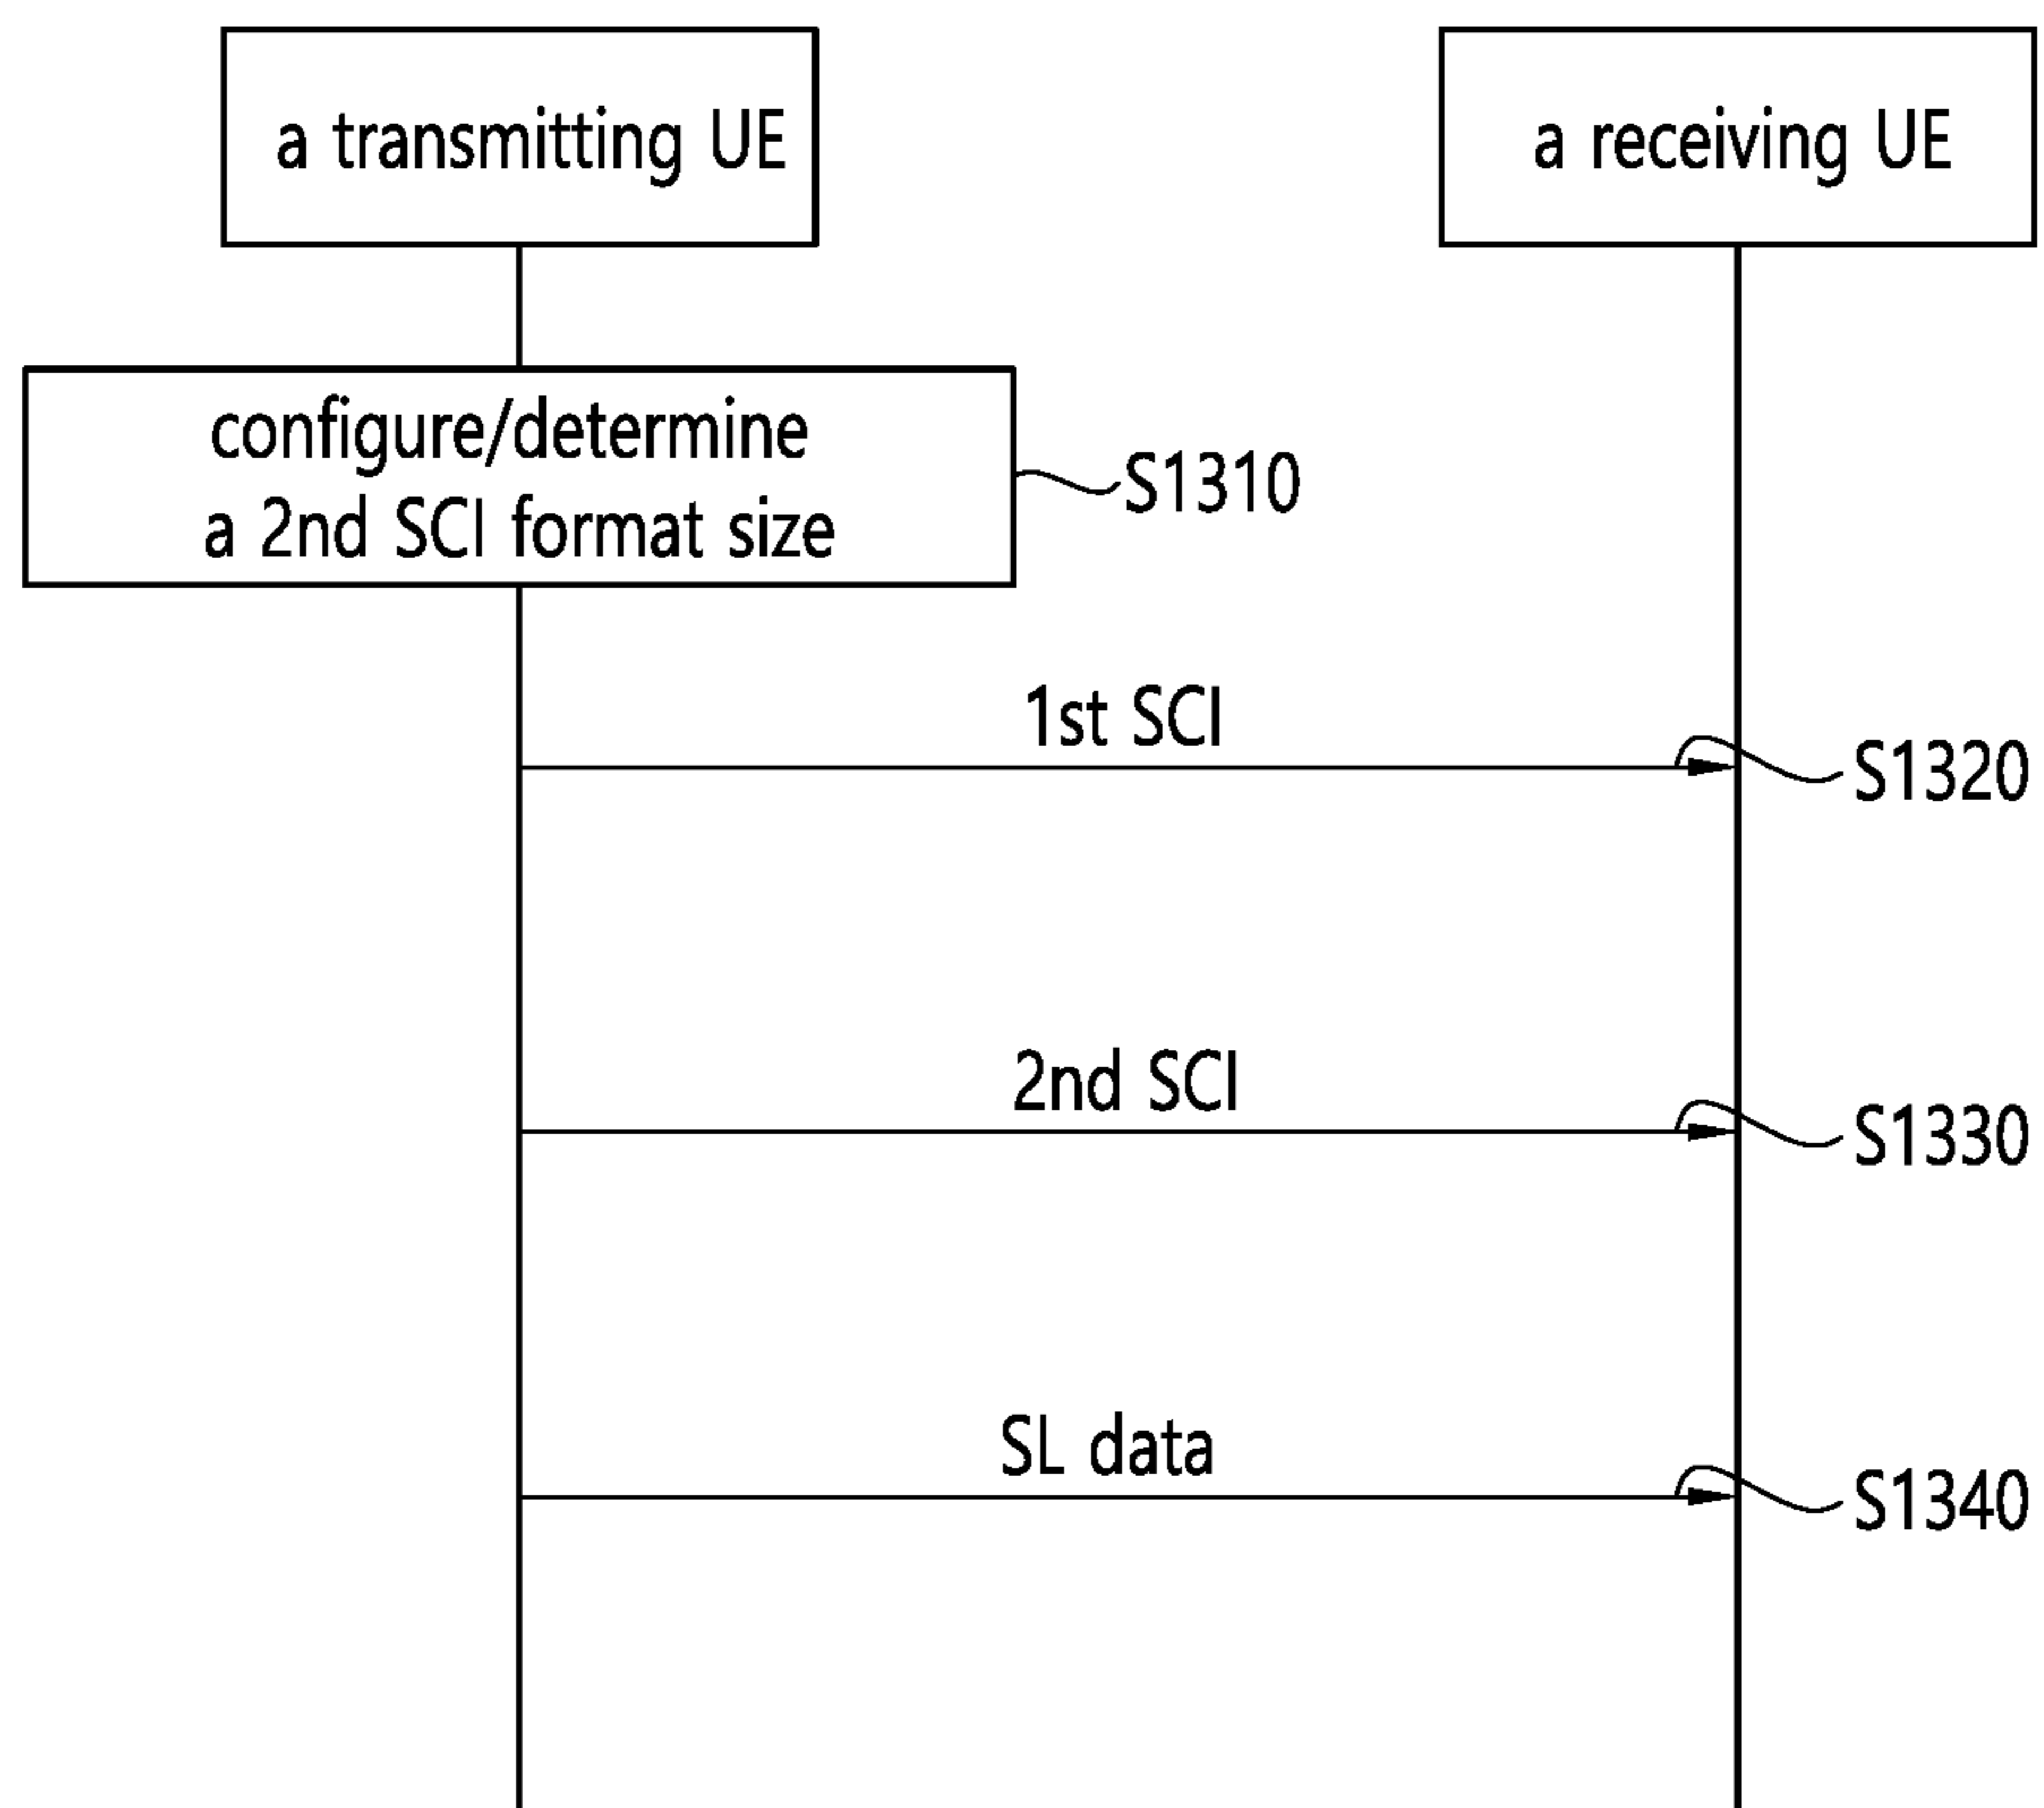 a transmitting UE
a receiving UE
configure/determine
a 2nd SCI format size
S1310
1st SCI
S1320
2nd SCI
S1330
SL data
S1340